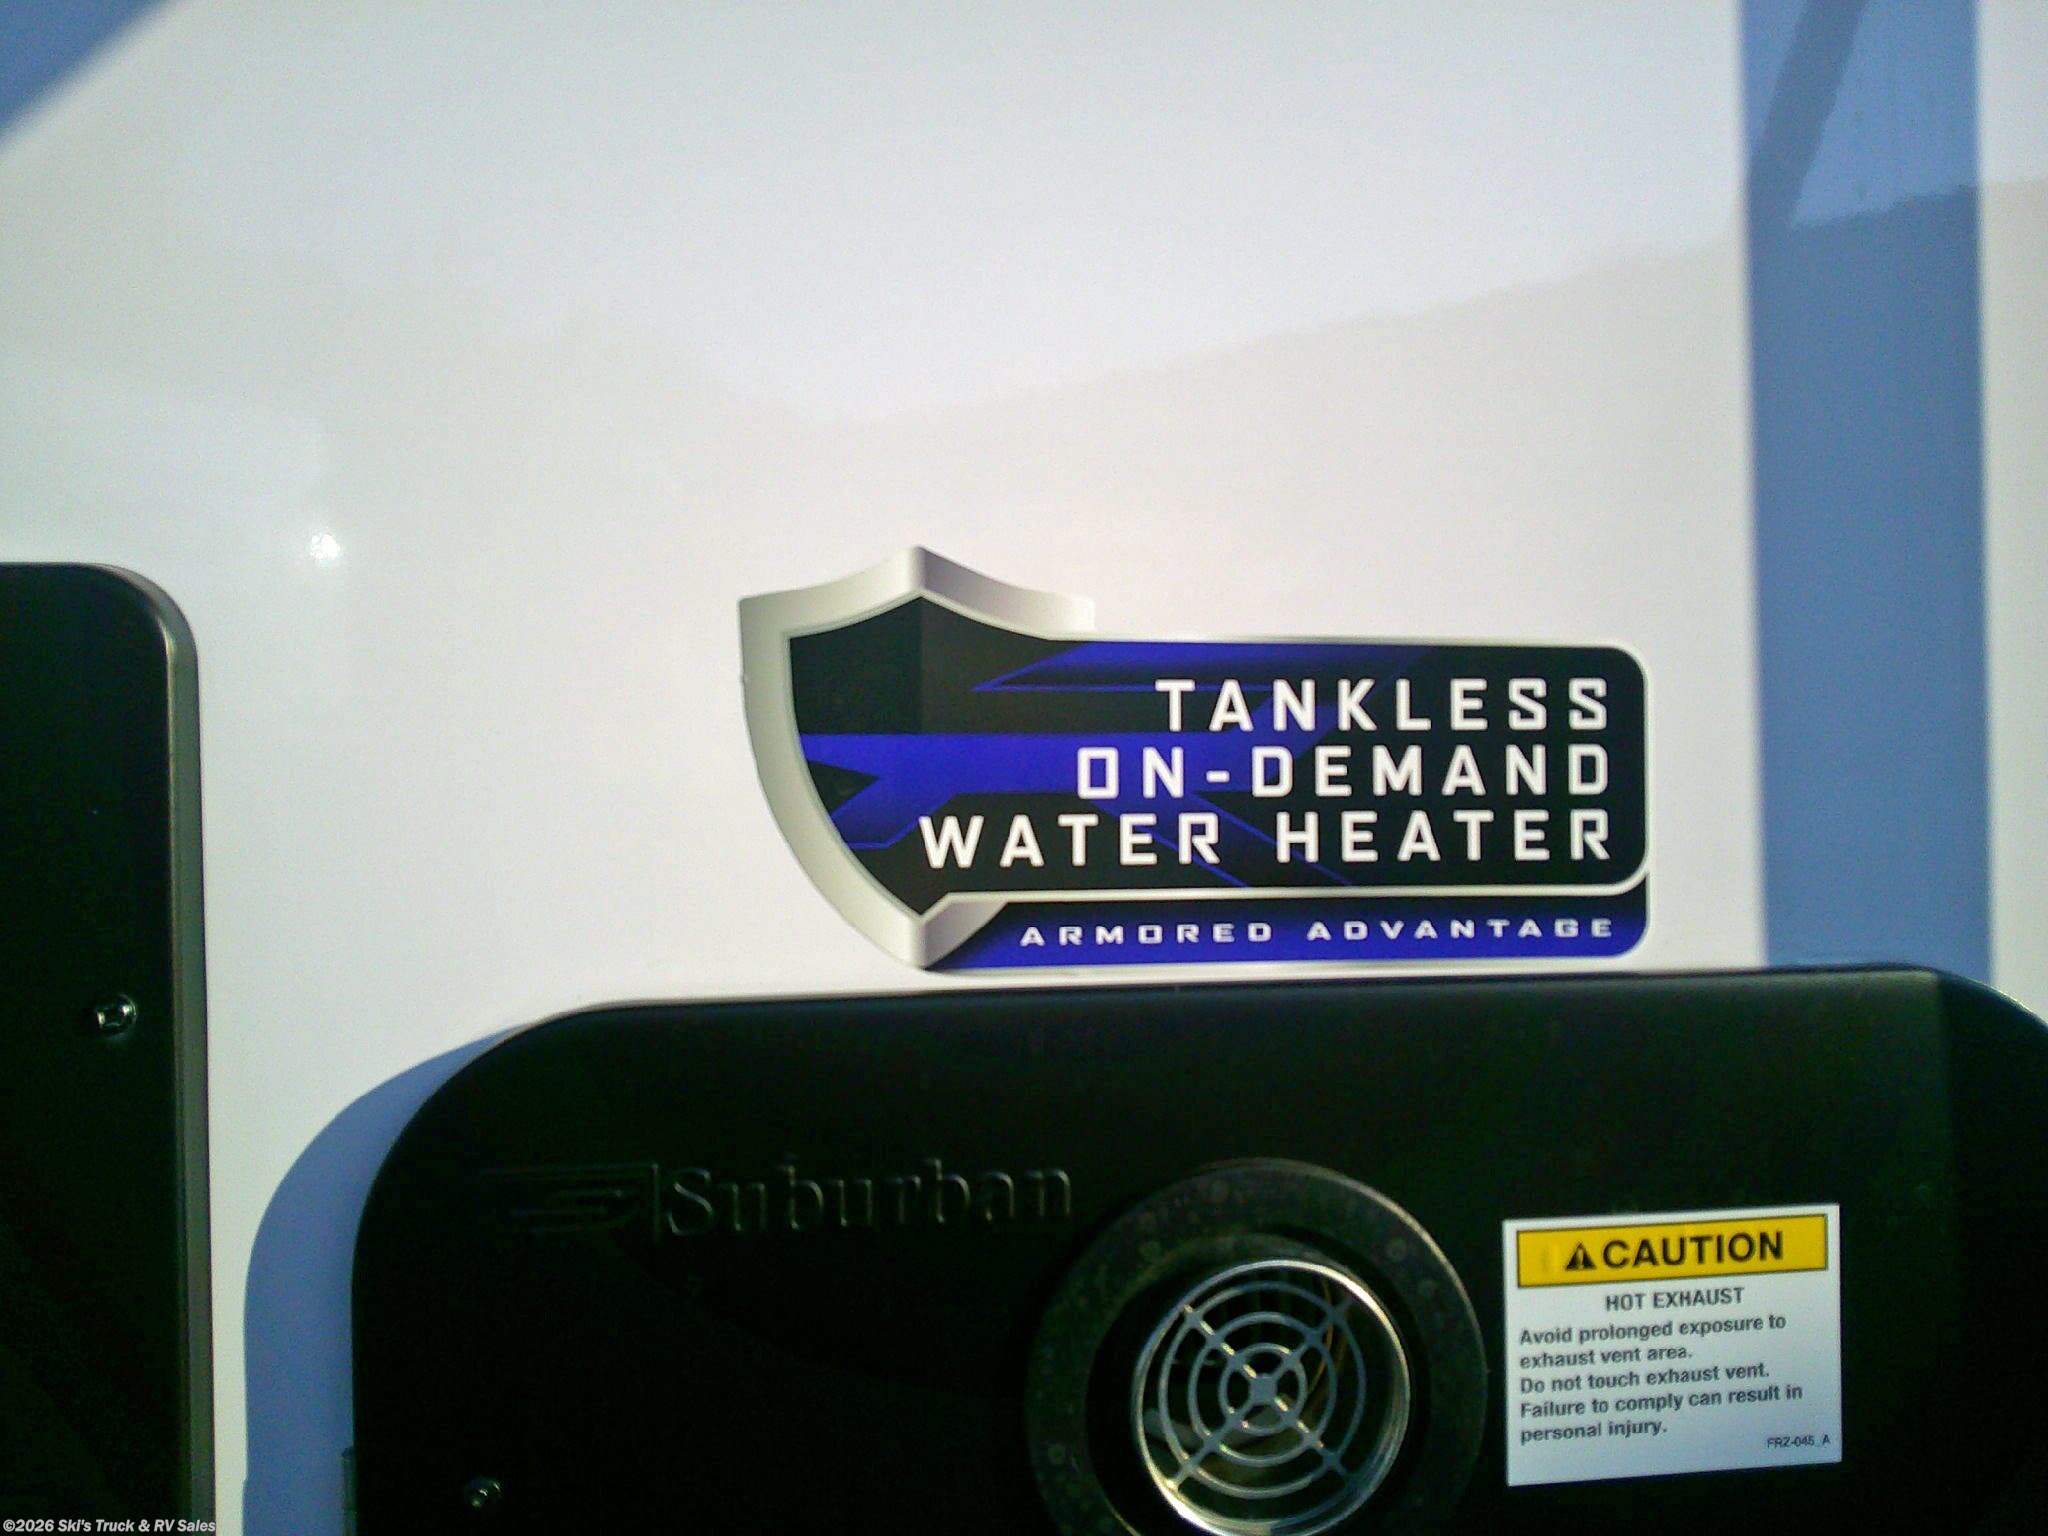 TANKLESS
ON-DEMAND
WATER HEATER
ARMORED ADVANTAGE
Suburban
CAUTION
HOT EXHAUST
Avoid prolonged exposure to
exhaust vent area.
Do not touch exhaust vent.
Failure to comply can result in
personal injury.
FRZ-045_A
©2026 Ski's Truck & RV Sales